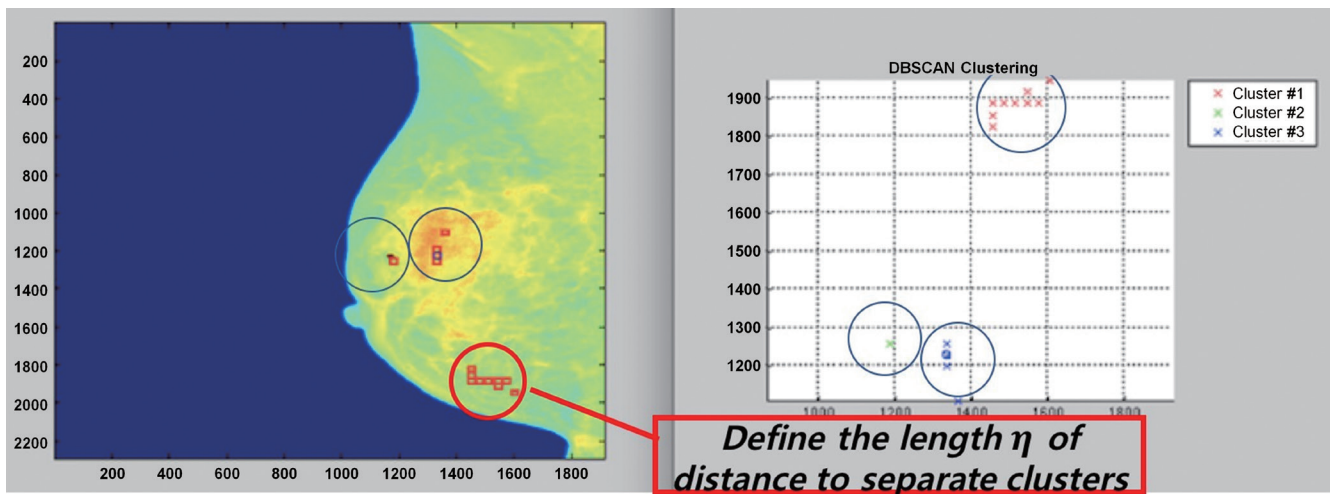 200
400
600
800
1000
1200
1400
1600
1800
2000
2200
200 400 600 800 1000 1200 1400 1600 1800
DBSCAN Clustering
1900
1800
1700
1600
1500
1400
1300
1200
1000 1200 1400 1600 1800
Cluster #1
Cluster #2
Cluster #3
Define the length η of
distance to separate clusters